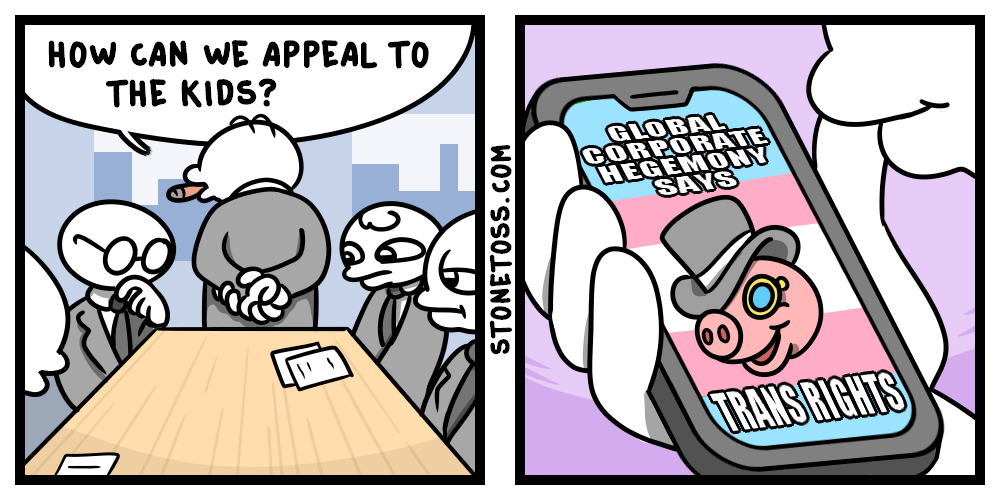 HOW CAN WE APPEAL TO
THE KIDS?
STONETOSS.COM
GLOBAL
CORPORATE
HEGEMONY
SAYS
TRANS RIGHTS